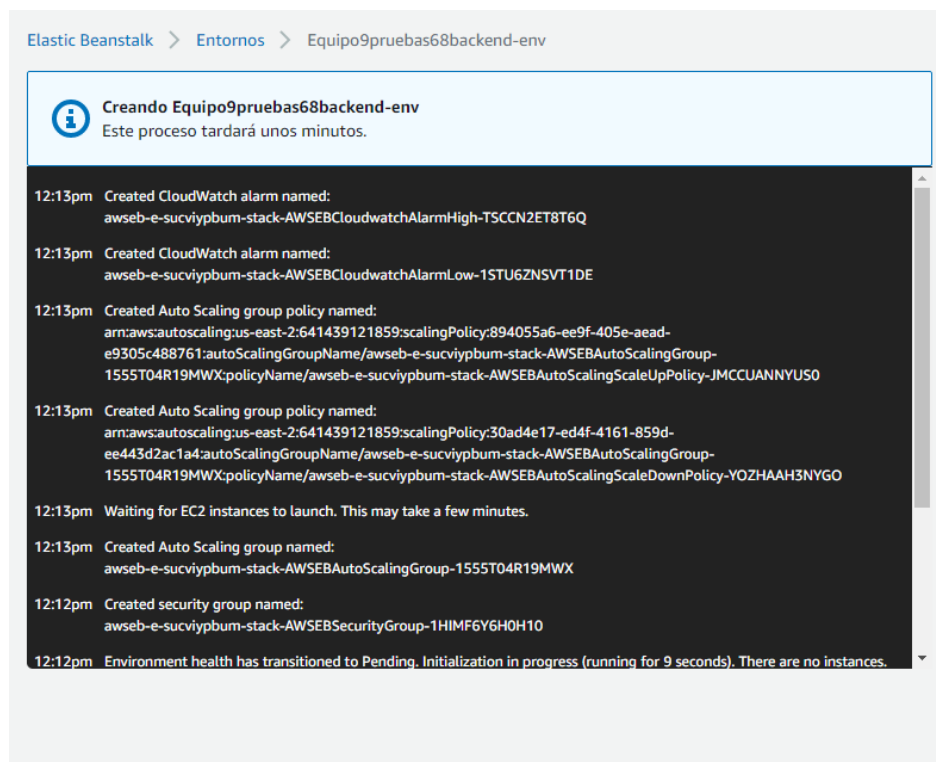 Elastic Beanstalk > Entornos > Equipo9pruebas68backend-env
Creando Equipo9pruebas68backend-env
Este proceso tardará unos minutos.
12:13pm Created CloudWatch alarm named:
awseb-e-sucviypbum-stack-AWSEBCloudwatchAlarmHigh-TSCCN2ET8T6Q
12:13pm Created CloudWatch alarm named:
awseb-e-sucviypbum-stack-AWSEBCloudwatchAlarmLow-1STU6ZNSVT1DE
12:13pm Created Auto Scaling group policy named:
arn:aws:autoscaling:us-east-2:641439121859:scalingPolicy:894055a6-ee9f-405e-aead-
e9305c488761:autoScalingGroupName/awseb-e-sucviypbum-stack-AWSEBAutoScalingGroup-
1555T04R19MWX:policyName/awseb-e-sucviypbum-stack-AWSEBAutoScalingScaleUpPolicy-JMCCUANNYUS0
12:13pm Created Auto Scaling group policy named:
arn:aws:autoscaling:us-east-2:641439121859:scalingPolicy:30ad4e17-ed4f-4161-859d-
ee443d2ac1a4:autoScalingGroupName/awseb-e-sucviypbum-stack-AWSEBAutoScalingGroup-
1555T04R19MWX:policyName/awseb-e-sucviypbum-stack-AWSEBAutoScalingScaleDownPolicy-YOZHAAH3NYGO
12:13pm Waiting for EC2 instances to launch. This may take a few minutes.
12:13pm Created Auto Scaling group named:
awseb-e-sucviypbum-stack-AWSEBAutoScalingGroup-1555T04R19MWX
12:12pm Created security group named:
awseb-e-sucviypbum-stack-AWSEBSecurityGroup-1HIMF6Y6H0H10
12:12pm Environment health has transitioned to Pending. Initialization in progress (running for 9 seconds). There are no instances.